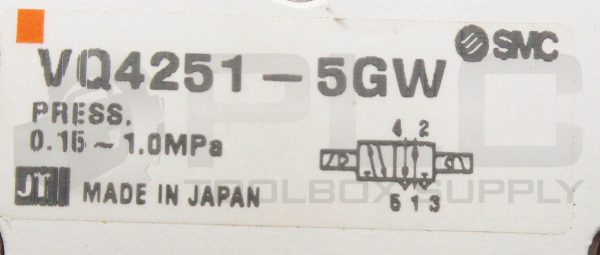 SMC
VQ4251-5GW
PRESS.
0.15~1.0MPa
4 2
5 1 3
JT MADE IN JAPAN
PLC
TOOLBOX SUPPLY